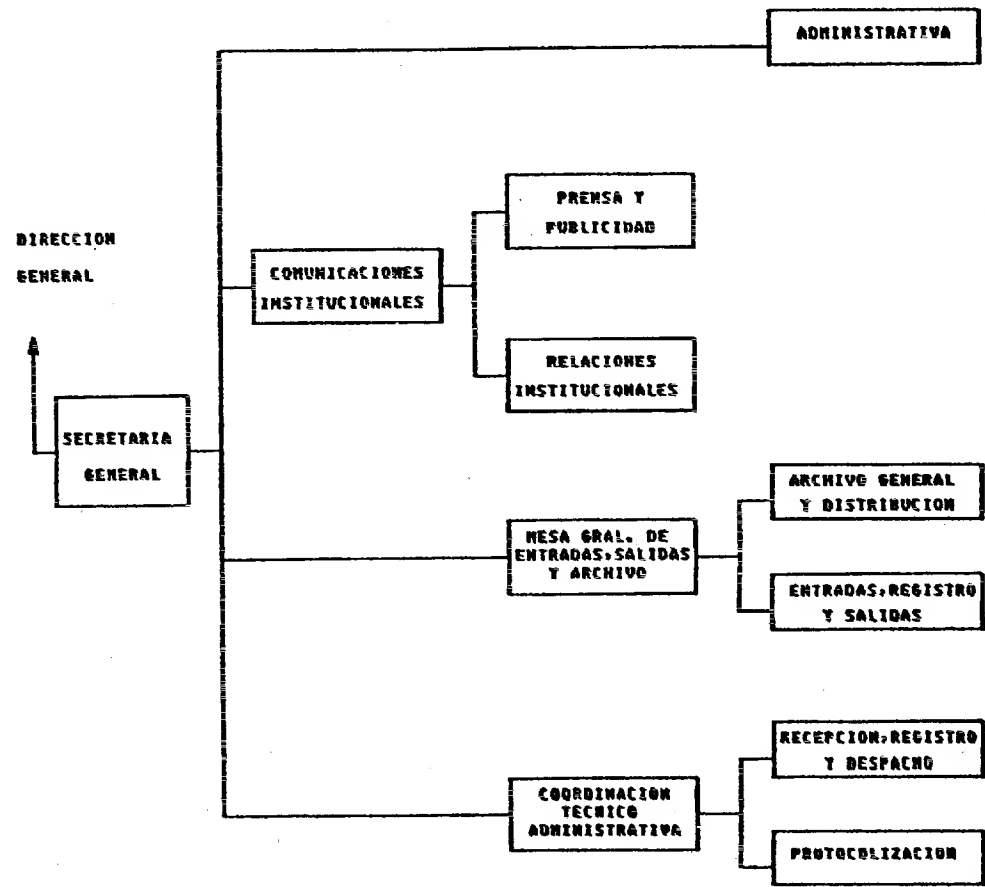 ADMINISTRATIVA
PRENSA Y
PUBLICIDAD
DIRECCION
GENERAL
COMUNICACIONES
INSTITUCIONALES
RELACIONES
INSTITUCIONALES
SECRETARIA
GENERAL
ARCHIVO GENERAL
Y DISTRIBUCION
MESA GRAL. DE
ENTRADAS,SALIDAS
Y ARCHIVO
ENTRADAS,REGISTRO
Y SALIDAS
RECEPCION,REGISTRO
Y DESPACHO
COORDINACION
TECNICO
ADMINISTRATIVA
PROTOCOLIZACION